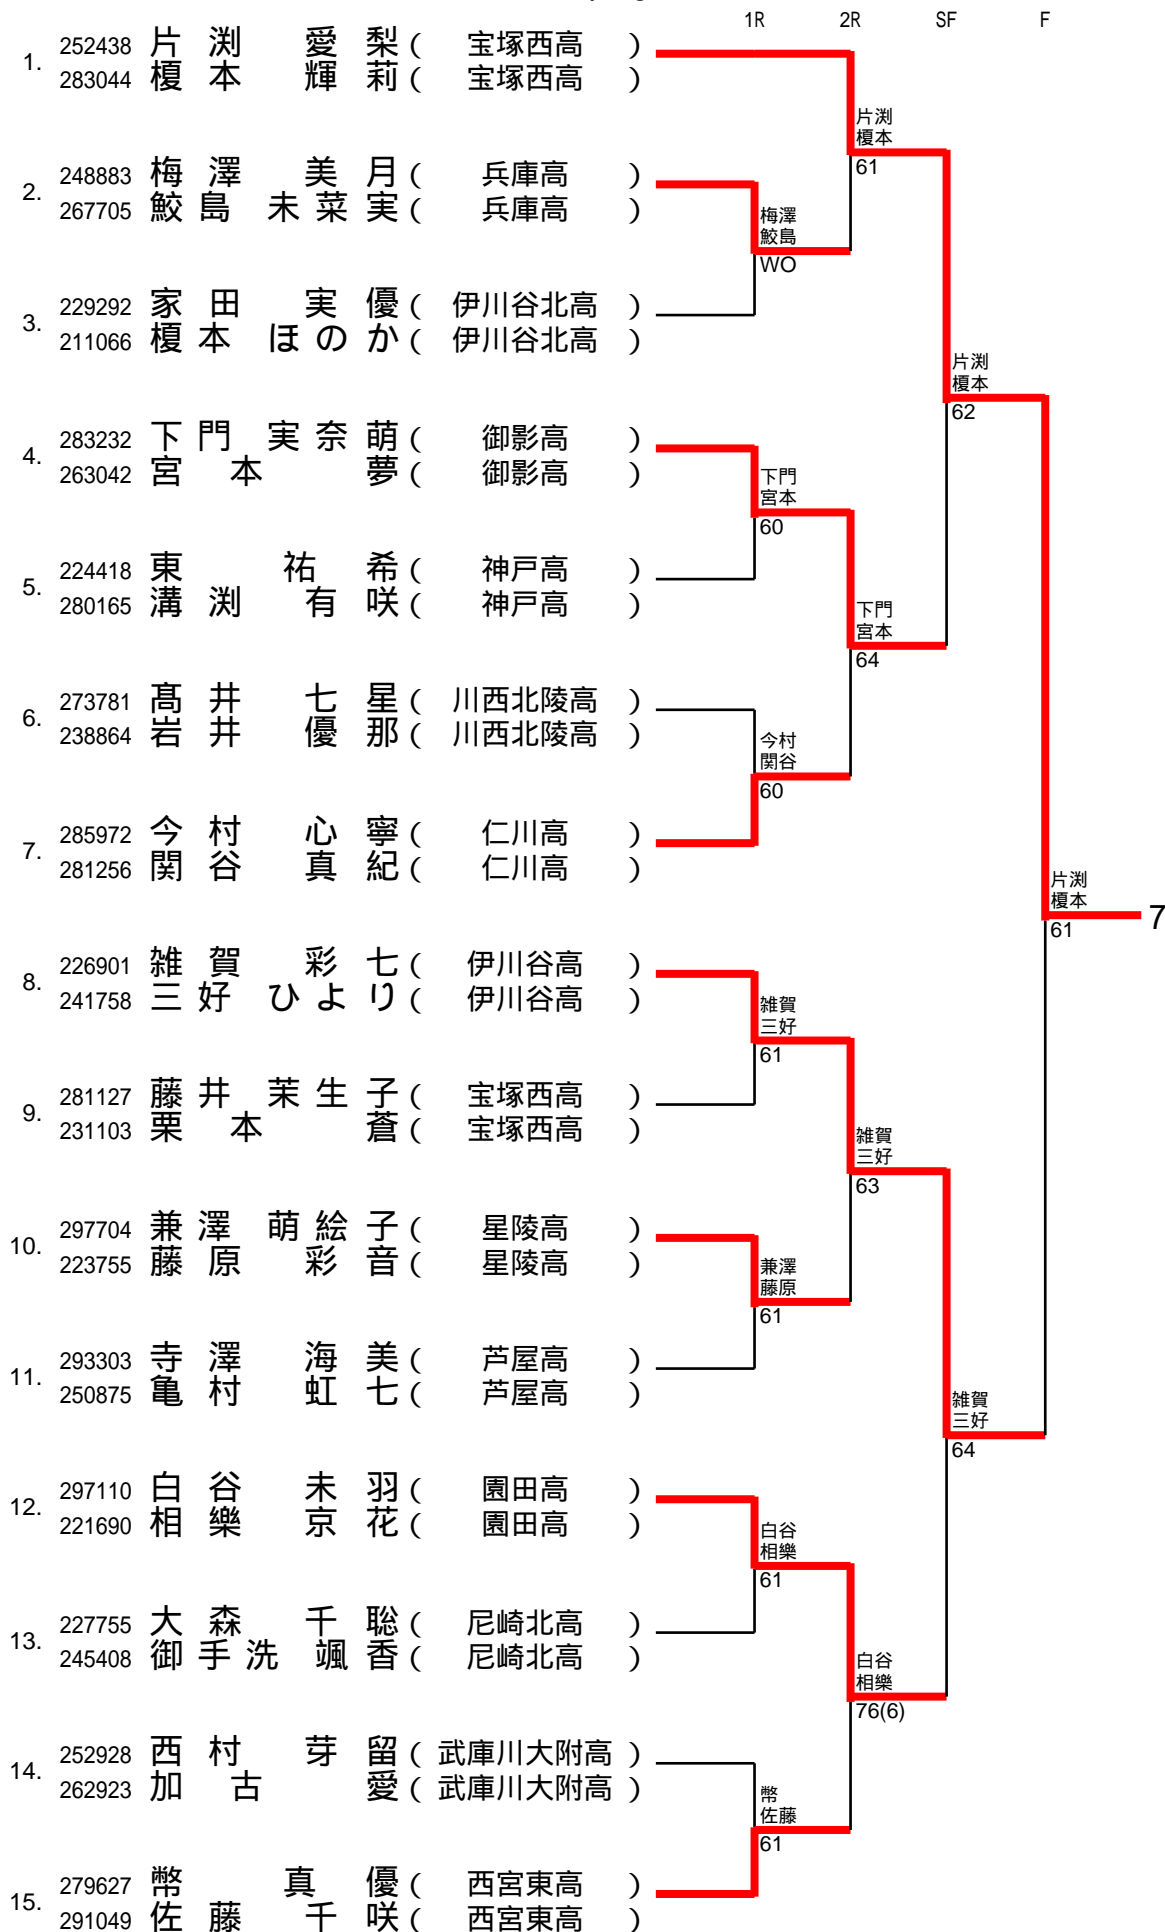 1R 2R SF F
1. 252438 片渕 愛梨 ( 宝塚西高 )
283044 榎本 輝莉 ( 宝塚西高 )
片渕
榎本
61
2. 248883 梅澤 美月 ( 兵庫高 )
267705 鮫島 未菜実 ( 兵庫高 )
梅澤
鮫島
WO
3. 229292 家田 実優 ( 伊川谷北高 )
211066 榎本 ほのか ( 伊川谷北高 )
片渕
榎本
62
4. 283232 下門 実奈萌 ( 御影高 )
263042 宮本 夢 ( 御影高 )
下門
宮本
60
5. 224418 東 祐希 ( 神戸高 )
280165 溝渕 有咲 ( 神戸高 )
下門
宮本
64
6. 273781 髙井 七星 ( 川西北陵高 )
238864 岩井 優那 ( 川西北陵高 )
今村
関谷
60
7. 285972 今村 心寧 ( 仁川高 )
281256 関谷 真紀 ( 仁川高 )
片渕
榎本
61
7
8. 226901 雑賀 彩七 ( 伊川谷高 )
241758 三好 ひより ( 伊川谷高 )
雑賀
三好
61
9. 281127 藤井 茉生子 ( 宝塚西高 )
231103 栗本 蒼 ( 宝塚西高 )
雑賀
三好
63
10. 297704 兼澤 萌絵子 ( 星陵高 )
223755 藤原 彩音 ( 星陵高 )
兼澤
藤原
61
11. 293303 寺澤 海美 ( 芦屋高 )
250875 亀村 虹七 ( 芦屋高 )
雑賀
三好
64
12. 297110 白谷 未羽 ( 園田高 )
221690 相樂 京花 ( 園田高 )
白谷
相樂
61
13. 227755 大森 千聡 ( 尼崎北高 )
245408 御手洗 颯香 ( 尼崎北高 )
白谷
相樂
76(6)
14. 252928 西村 芽留 ( 武庫川大附高 )
262923 加古 愛 ( 武庫川大附高 )
幣
佐藤
61
15. 279627 幣 真優 ( 西宮東高 )
291049 佐藤 千咲 ( 西宮東高 )